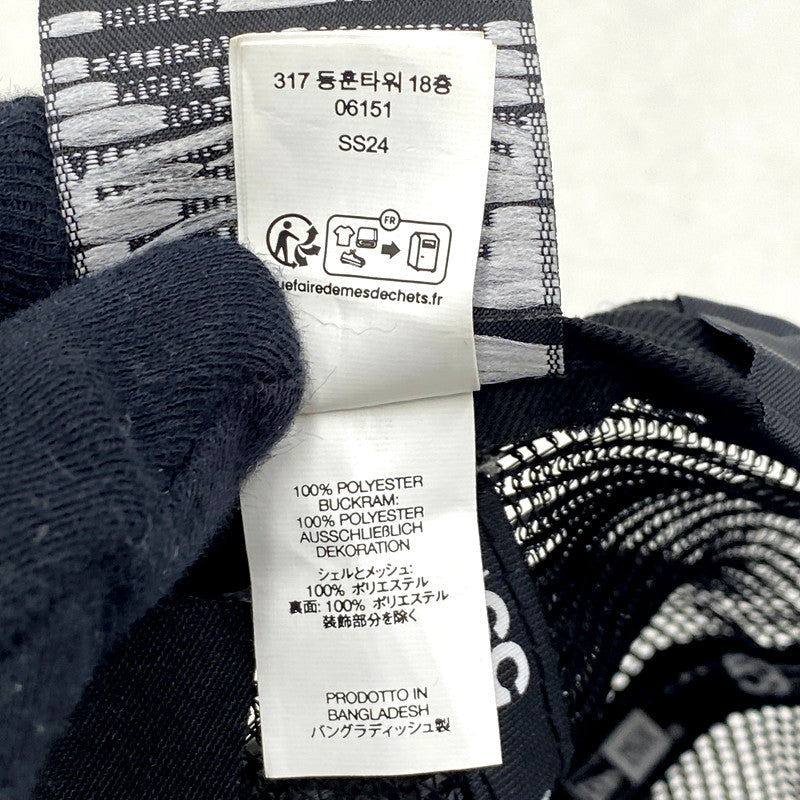 317 동훈타워 18층
06151
SS24
FR
uefairedemesdechets.fr
100% POLYESTER
BUCKRAM:
100% POLYESTER
AUSSCHLIEßLICH
DEKORATION
シェルとメッシュ:
100% ポリエステル
裏面: 100% ポリエステル
装飾部分を除く
PRODOTTO IN
BANGLADESH
バングラディッシュ製